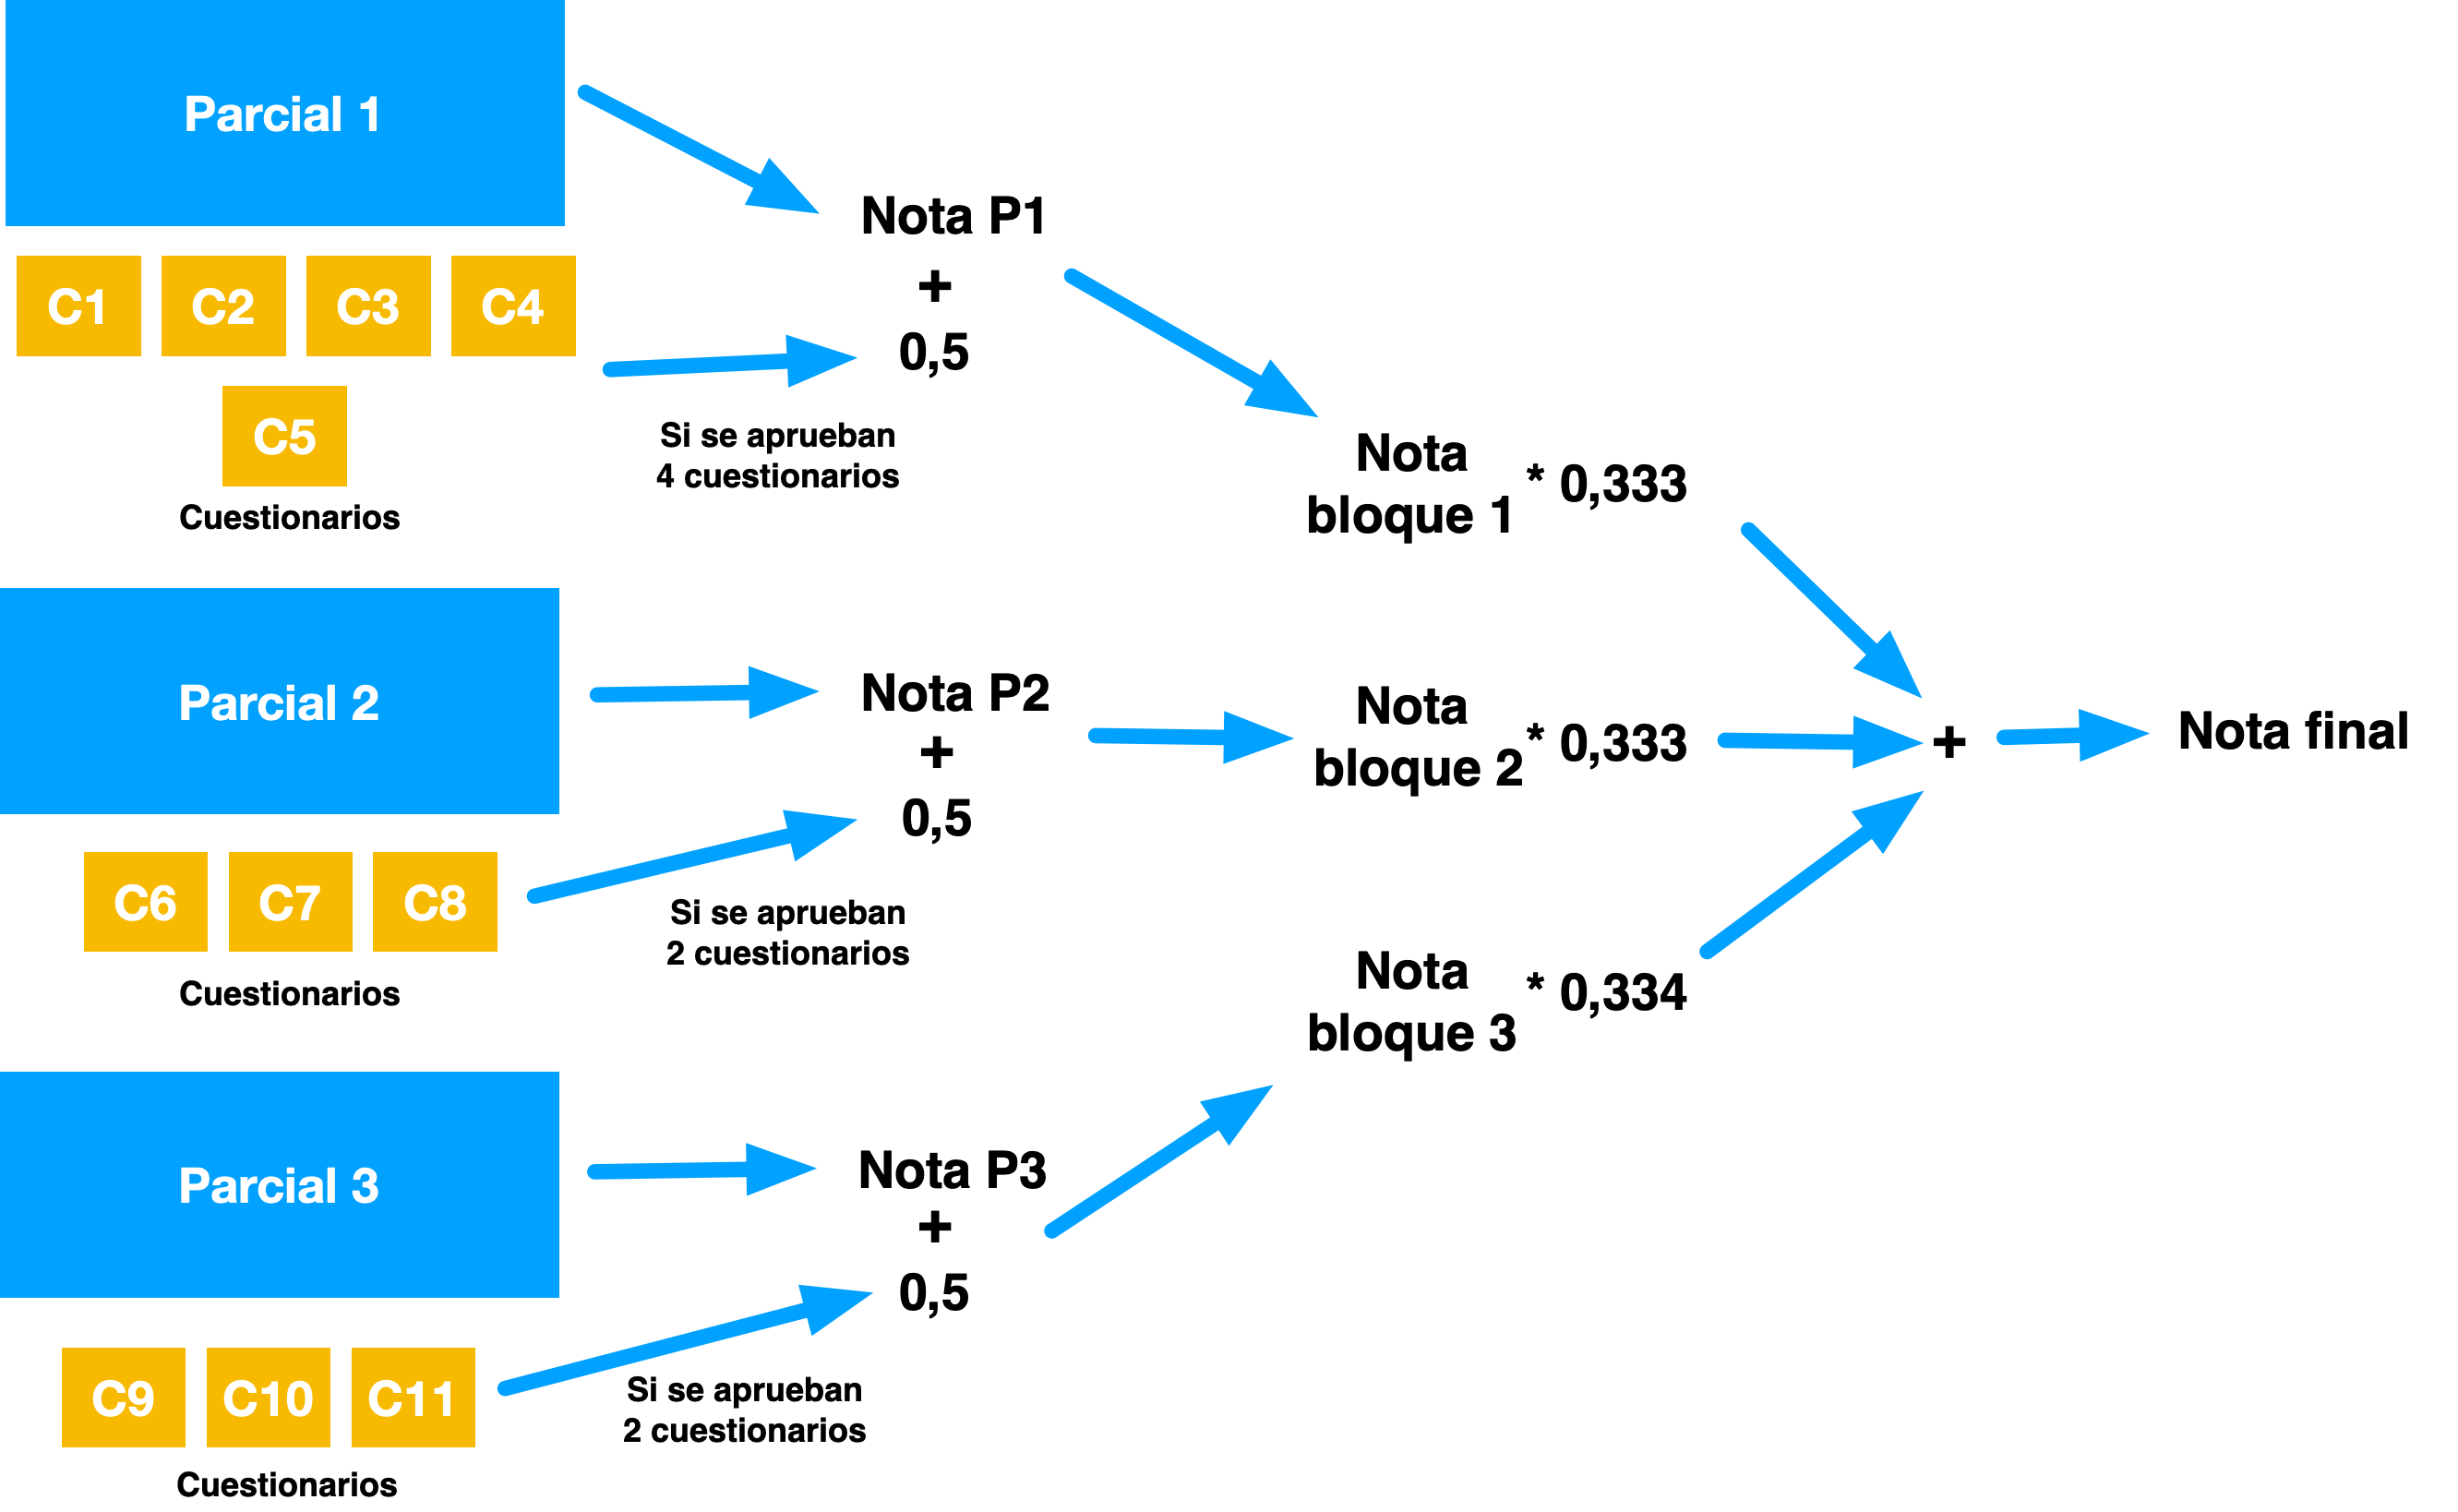 Parcial 1
C1 C2 C3 C4
C5
Cuestionarios
Nota P1
+
0,5
Si se aprueban
4 cuestionarios
Nota
bloque 1 * 0,333
Parcial 2
C6 C7 C8
Cuestionarios
Nota P2
+
0,5
Si se aprueban
2 cuestionarios
Nota
bloque 2 * 0,333
Parcial 3
C9 C10 C11
Cuestionarios
Nota P3
+
0,5
Si se aprueban
2 cuestionarios
Nota
bloque 3 * 0,334
+
Nota final